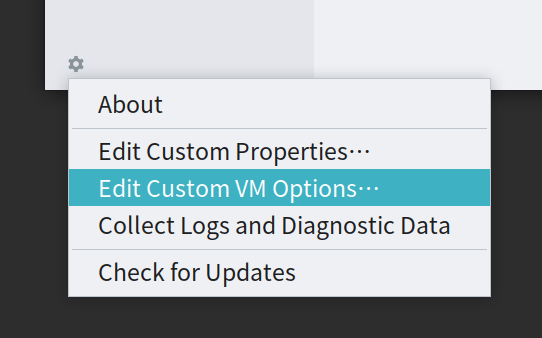 About
Edit Custom Properties···
Edit Custom VM Options···
Collect Logs and Diagnostic Data
Check for Updates